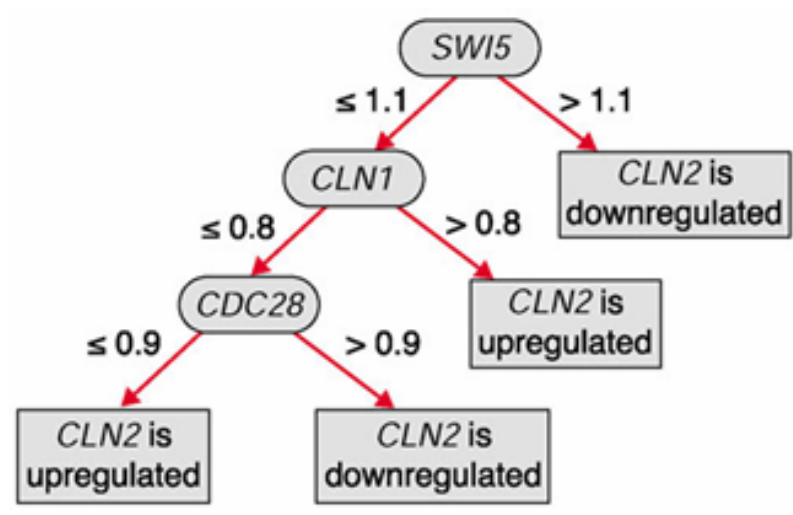 SWI5
≤ 1.1
> 1.1
CLN1
CLN2 is
downregulated
≤ 0.8
> 0.8
CDC28
CLN2 is
upregulated
≤ 0.9
> 0.9
CLN2 is
upregulated
CLN2 is
downregulated